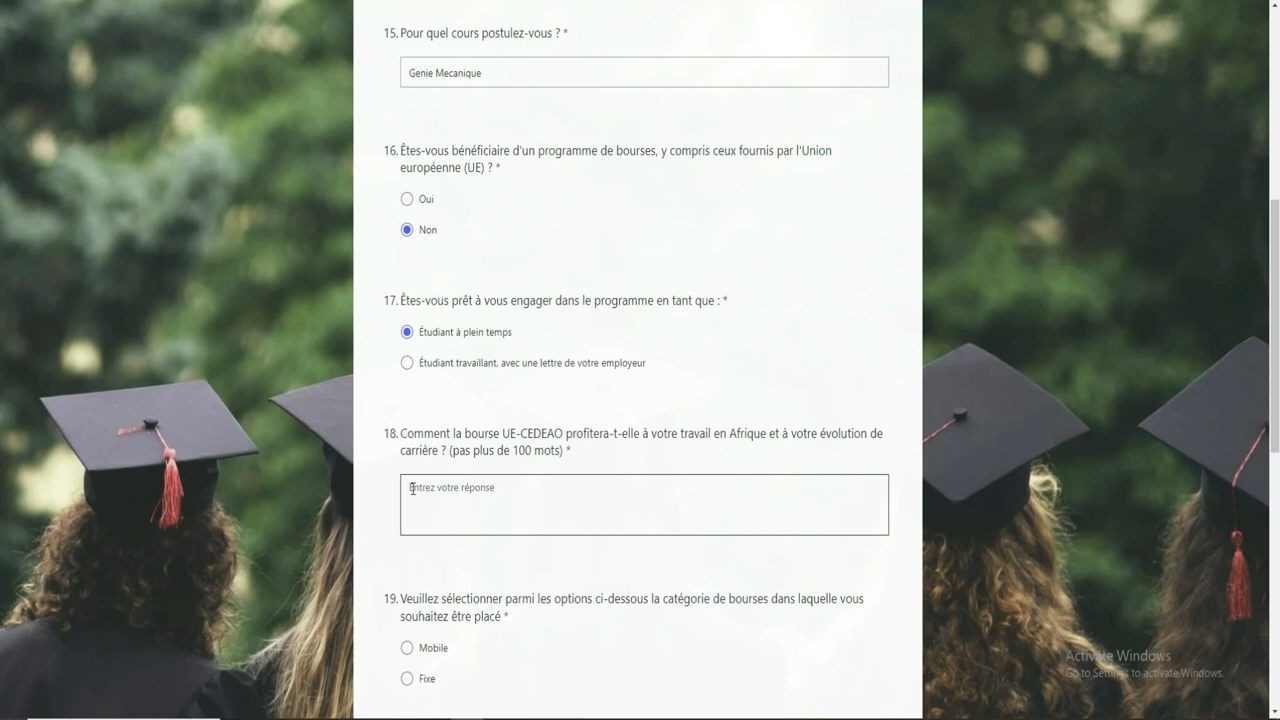 15. Pour quel cours postulez-vous ? *
Genie Mecanique
16. Êtes-vous bénéficiaire d'un programme de bourses, y compris ceux fournis par l'Union
européenne (UE) ? *
Oui
Non
17. Êtes-vous prêt à vous engager dans le programme en tant que : *
Étudiant à plein temps
Étudiant travaillant, avec une lettre de votre employeur
18. Comment la bourse UE-CEDEAO profitera-t-elle à votre travail en Afrique et à votre évolution de
carrière ? (pas plus de 100 mots) *
Entrez votre réponse
19. Veuillez sélectionner parmi les options ci-dessous la catégorie de bourses dans laquelle vous
souhaitez être placé *
Mobile
Fixe
Activate Windows
Go to Settings to activate Windows.